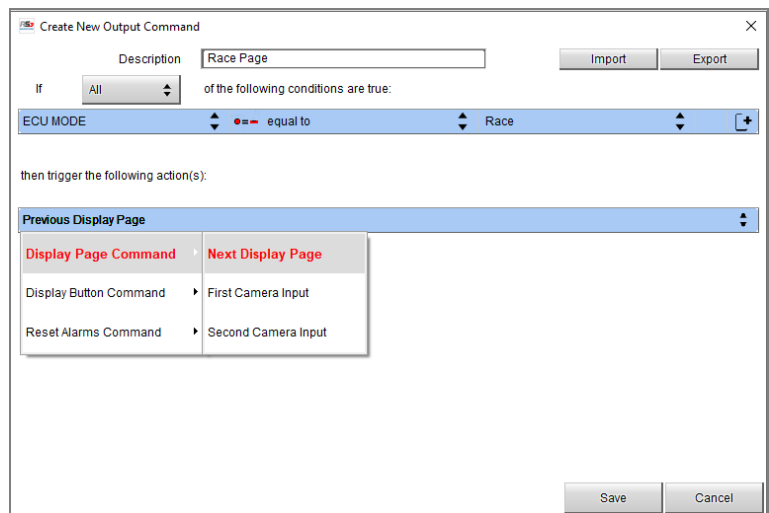 Create New Output Command
Description Race Page Import Export
If All of the following conditions are true:
ECU MODE equal to Race
then trigger the following action(s):
Previous Display Page
Display Page Command Next Display Page
Display Button Command First Camera Input
Reset Alarms Command Second Camera Input
Save Cancel